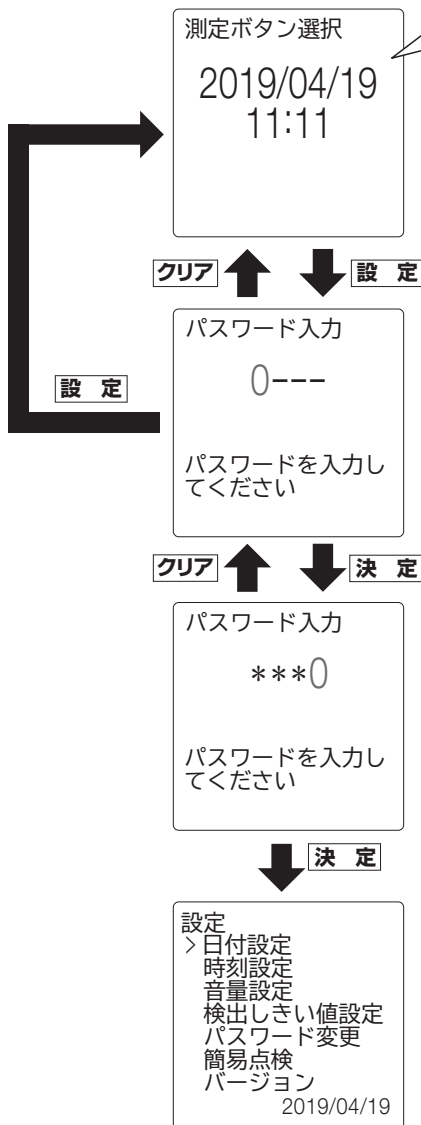 測定ボタン選択
2019/04/19
11:11
クリア
設 定
パスワード入力
0---
設 定
パスワードを入力し
てください
クリア
決 定
パスワード入力
***0
パスワードを入力し
てください
決 定
設定
>日付設定
時刻設定
音量設定
検出しきい値設定
パスワード変更
簡易点検
バージョン
2019/04/19